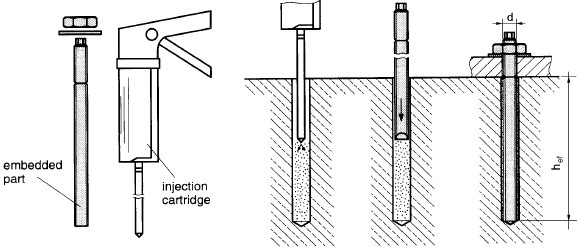 embedded
part
injection
cartridge
d
hef